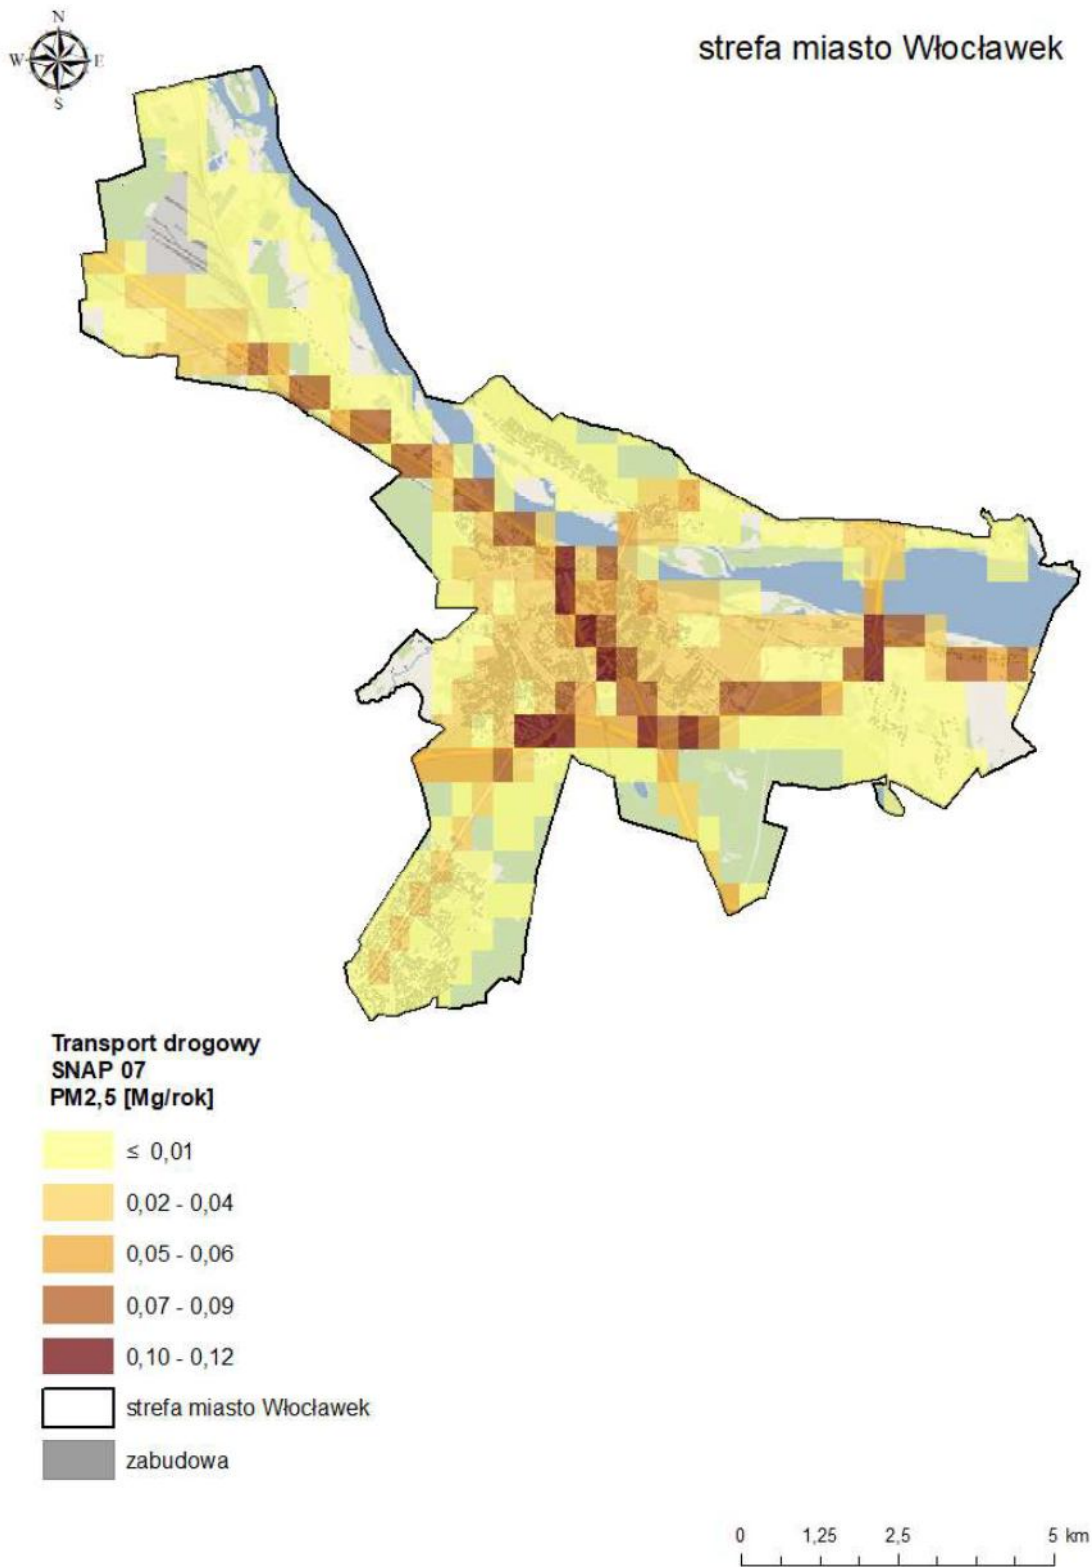 N
W E
S
strefa miasto Włocławek
Transport drogowy
SNAP 07
PM2,5 [Mg/rok]
≤ 0,01
0,02 - 0,04
0,05 - 0,06
0,07 - 0,09
0,10 - 0,12
strefa miasto Włocławek
zabudowa
0 1,25 2,5 5 km